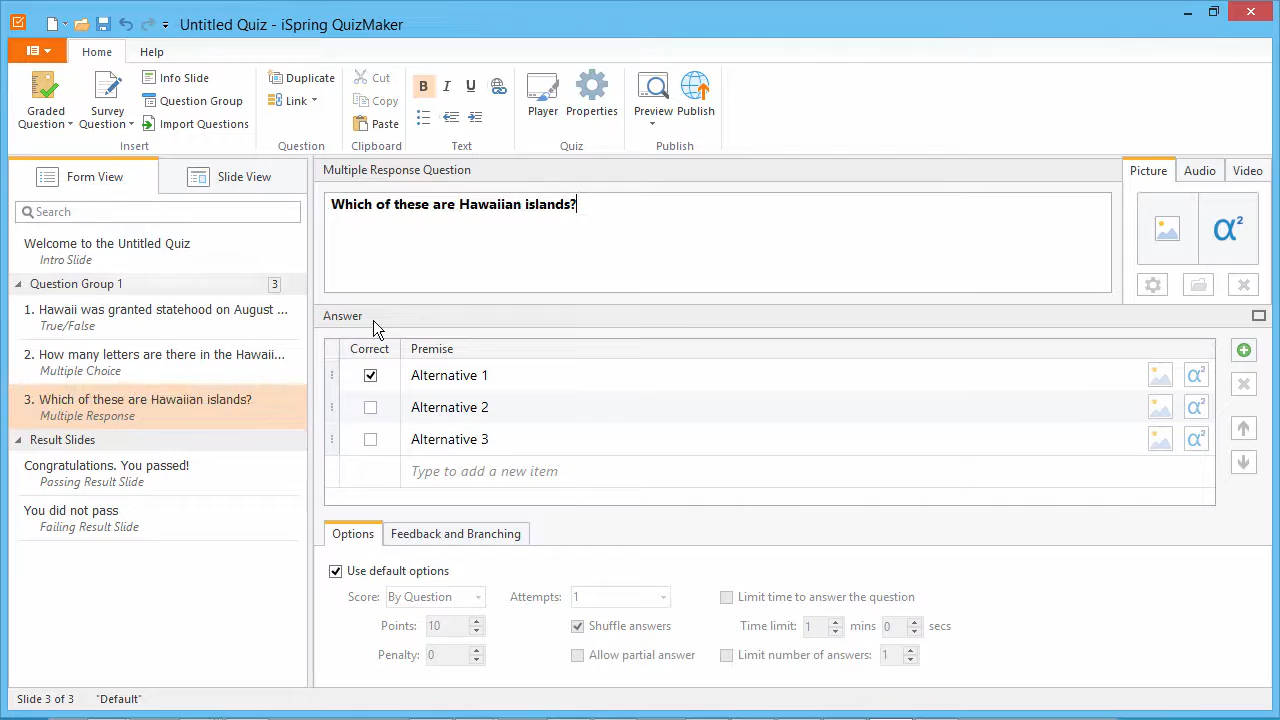 Untitled Quiz - iSpring QuizMaker
Home Help
Graded Question
Survey Question
Info Slide
Question Group
Import Questions
Insert
Duplicate
Link
Question
Cut
Copy
Paste
Clipboard
B I U
Text
Player
Properties
Quiz
Preview
Publish
Publish
Form View
Slide View
Search
Welcome to the Untitled Quiz
Intro Slide
Question Group 1 3
1. Hawaii was granted statehood on August ...
True/False
2. How many letters are there in the Hawaii...
Multiple Choice
3. Which of these are Hawaiian islands?
Multiple Response
Result Slides
Congratulations. You passed!
Passing Result Slide
You did not pass
Failing Result Slide
Multiple Response Question
Which of these are Hawaiian islands?
Picture Audio Video
α²
Answer
Correct Premise
Alternative 1 α²
Alternative 2 α²
Alternative 3 α²
Type to add a new item
Options Feedback and Branching
Use default options
Score: By Question Attempts: 1 Limit time to answer the question
Points: 10 Shuffle answers Time limit: 1 mins 0 secs
Penalty: 0 Allow partial answer Limit number of answers: 1
Slide 3 of 3 "Default"